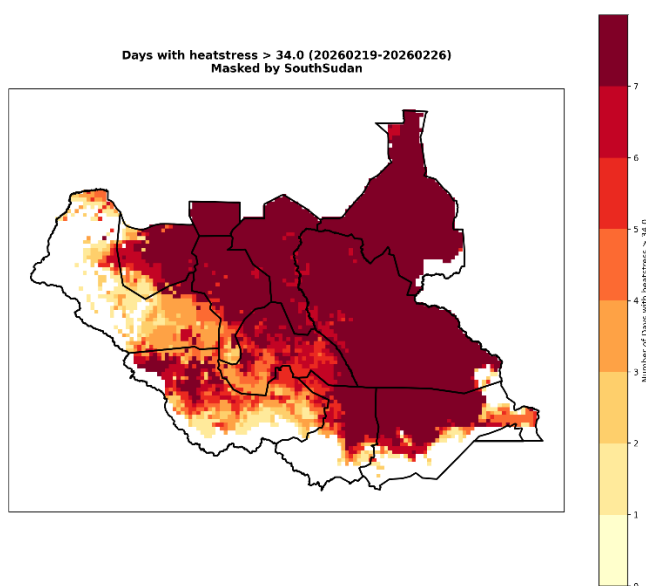 Days with heatstress > 34.0 (20260219-20260226)
Masked by SouthSudan
7
6
5
4
3
2
1
0
Number of Days with heatstress > 34.0